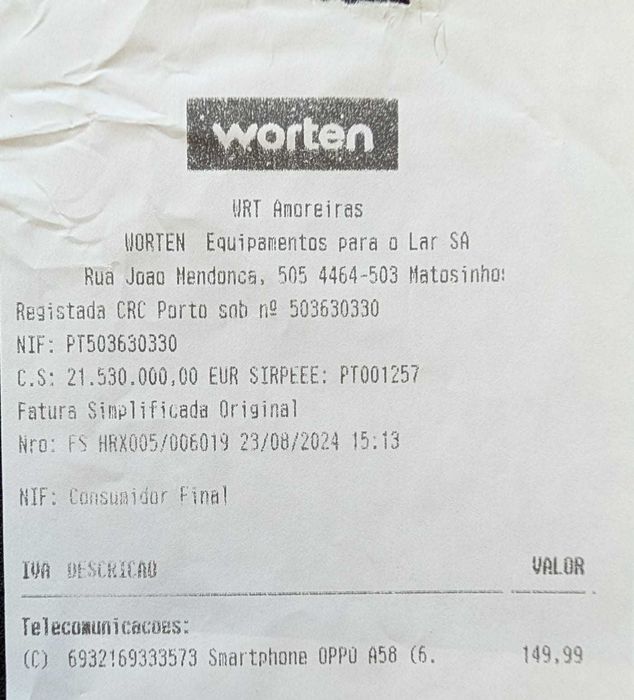 worten
WRT Amoreiras
WORTEN Equipamentos para o Lar SA
Rua Joao Mendonca, 505 4464-503 Matosinhos
Registada CRC Porto sob nº 503630330
NIF: PT503630330
C.S: 21.530.000,00 EUR SIRPEEE: PT001257
Fatura Simplificada Original
Nro: FS HRX005/006019 23/08/2024 15:13
NIF: Consumidor Final
IVA DESCRICAO VALOR
Telecomunicacoes:
(C) 6932169333573 Smartphone OPPO A58 (6. 149,99